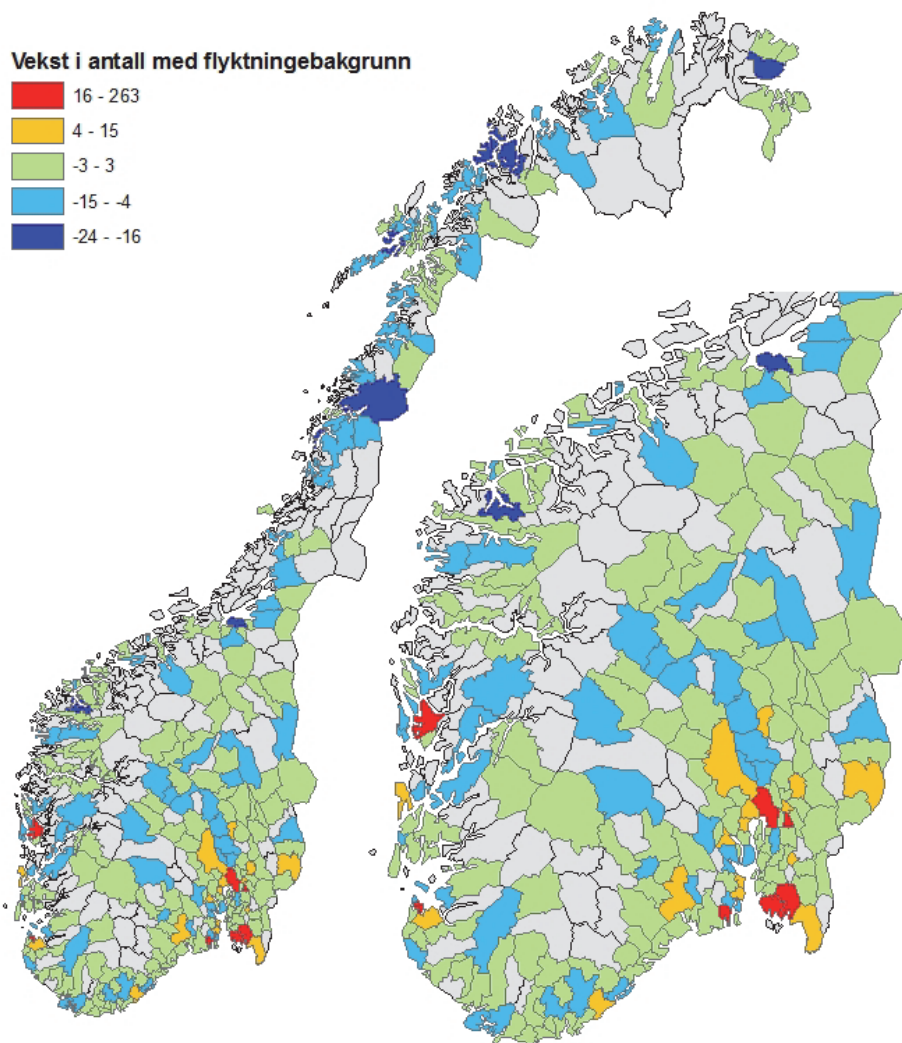 Vekst i antall med flyktningebakgrunn
16 - 263
4 - 15
-3 - 3
-15 - -4
-24 - -16